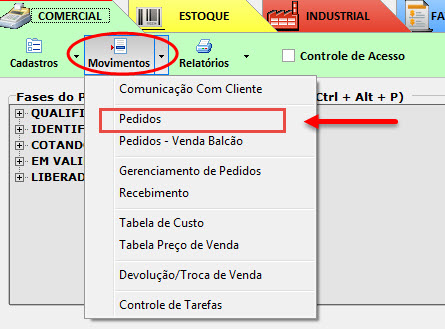 COMERCIAL ESTOQUE INDUSTRIAL FA
Cadastros Movimentos Relatórios Controle de Acesso
Comunicação Com Cliente
Fases do P Ctrl + Alt + P)
QUALIFI Pedidos
IDENTIF Pedidos - Venda Balcão
COTANDO
EM VALI Gerenciamento de Pedidos
LIBERAD Recebimento
Tabela de Custo
Tabela Preço de Venda
Devolução/Troca de Venda
Controle de Tarefas